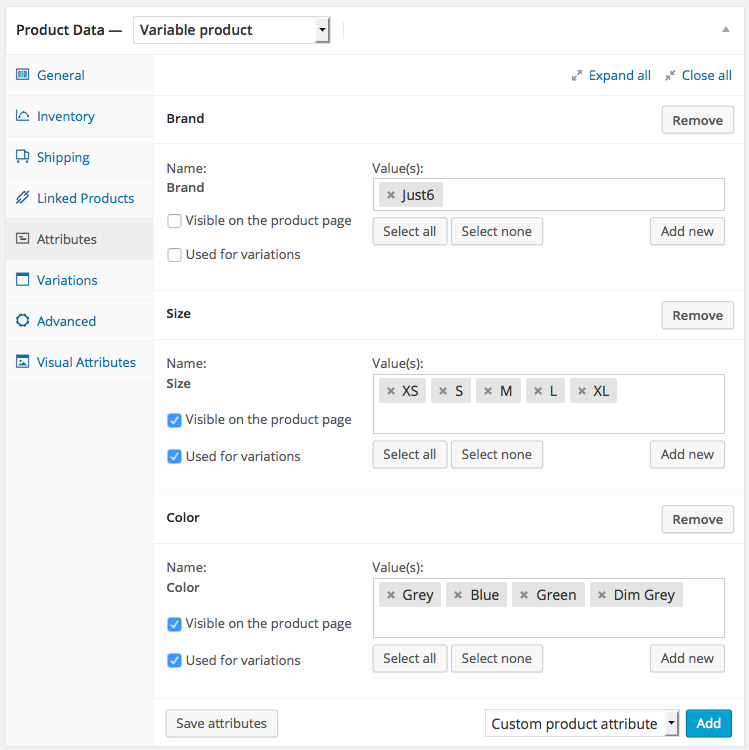 Product Data — Variable product
General
Inventory
Shipping
Linked Products
Attributes
Variations
Advanced
Visual Attributes
Expand all Close all
Brand Remove
Name: Value(s):
Brand × Just6
Visible on the product page
Select all Select none Add new
Used for variations
Size Remove
Name: Value(s):
Size × XS × S × M × L × XL
Visible on the product page
Used for variations Select all Select none Add new
Color Remove
Name: Value(s):
Color × Grey × Blue × Green × Dim Grey
Visible on the product page
Used for variations Select all Select none Add new
Save attributes Custom product attribute Add